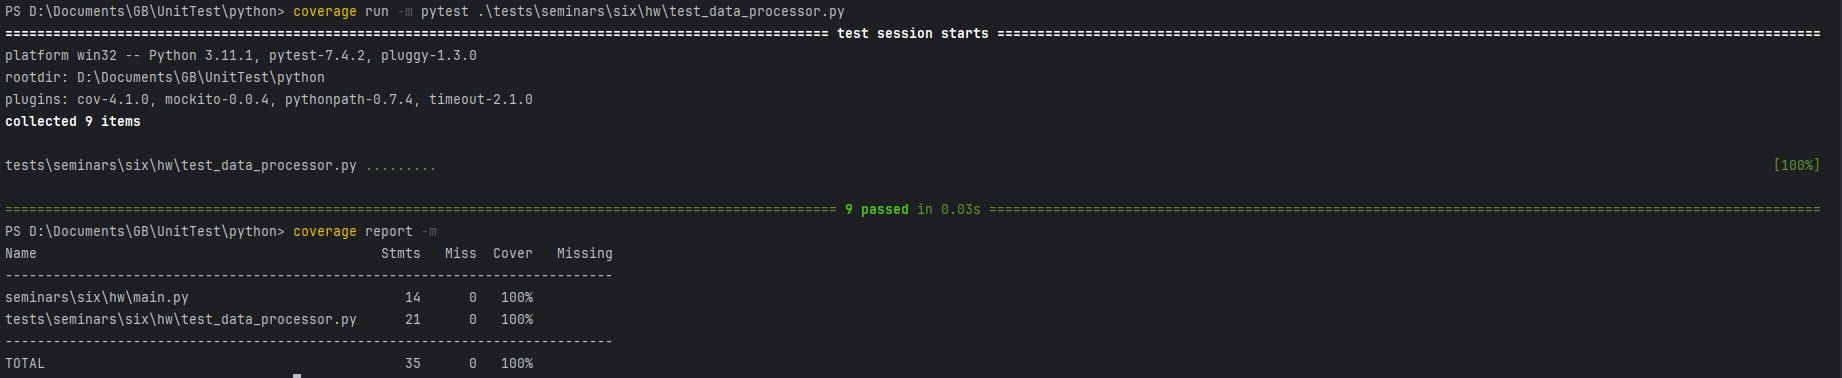 PS D:\Documents\GB\UnitTest\python> coverage run -m pytest .\tests\seminars\six\hw\test_data_processor.py
======================================================================================================= test session starts ========================================================================================================
platform win32 -- Python 3.11.1, pytest-7.4.2, pluggy-1.3.0
rootdir: D:\Documents\GB\UnitTest\python
plugins: cov-4.1.0, mockito-0.0.4, pythonpath-0.7.4, timeout-2.1.0
collected 9 items
tests\seminars\six\hw\test_data_processor.py ......... [100%]
======================================================================================================== 9 passed in 0.03s ========================================================================================================
PS D:\Documents\GB\UnitTest\python> coverage report -m
Name                                           Stmts   Miss  Cover   Missing
----------------------------------------------------------------------------
seminars\six\hw\main.py                           14      0   100%
tests\seminars\six\hw\test_data_processor.py      21      0   100%
----------------------------------------------------------------------------
TOTAL                                             35      0   100%